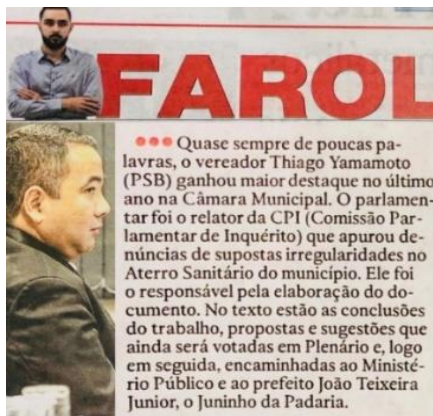 FAROL
●●● Quase sempre de poucas pa-
lavras, o vereador Thiago Yamamoto
(PSB) ganhou maior destaque no último
ano na Câmara Municipal. O parlamen-
tar foi o relator da CPI (Comissão Par-
lamentar de Inquérito) que apurou de-
núncias de supostas irregularidades no
Aterro Sanitário do município. Ele foi
o responsável pela elaboração do do-
cumento. No texto estão as conclusões
do trabalho, propostas e sugestões que
ainda será votadas em Plenário e, logo
em seguida, encaminhadas ao Ministé-
rio Público e ao prefeito João Teixeira
Junior, o Juninho da Padaria.